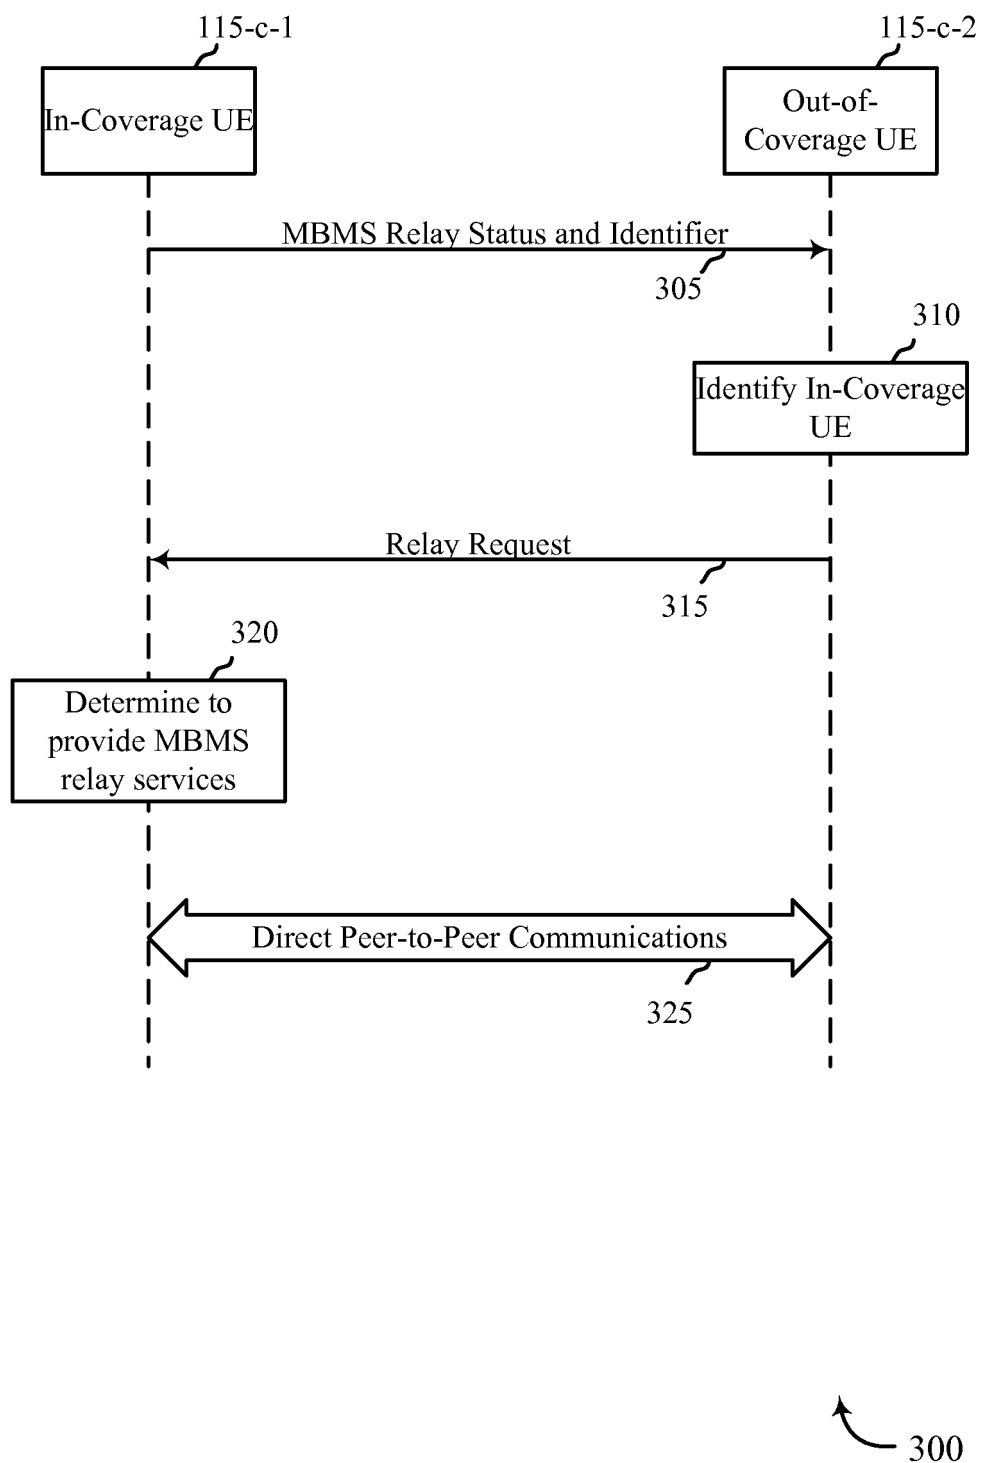 115-c-1
115-c-2
In-Coverage UE
Out-of-
Coverage UE
MBMS Relay Status and Identifier
305
310
Identify In-Coverage
UE
Relay Request
315
320
Determine to
provide MBMS
relay services
Direct Peer-to-Peer Communications
325
300